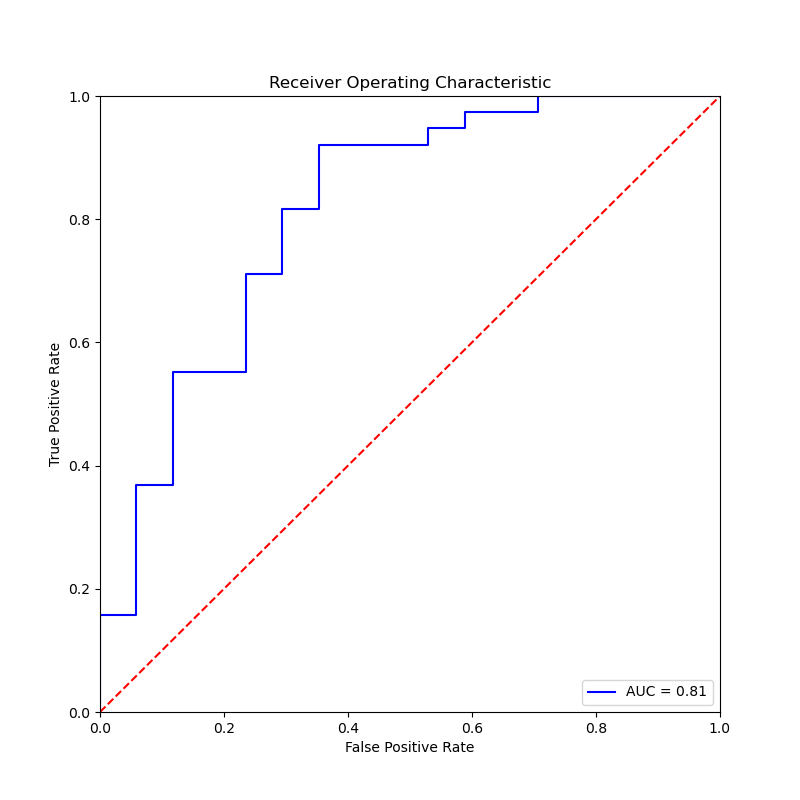 Receiver Operating Characteristic
1.0
0.8
0.6
0.4
0.2
0.0
True Positive Rate
AUC = 0.81
0.0 0.2 0.4 0.6 0.8 1.0
False Positive Rate